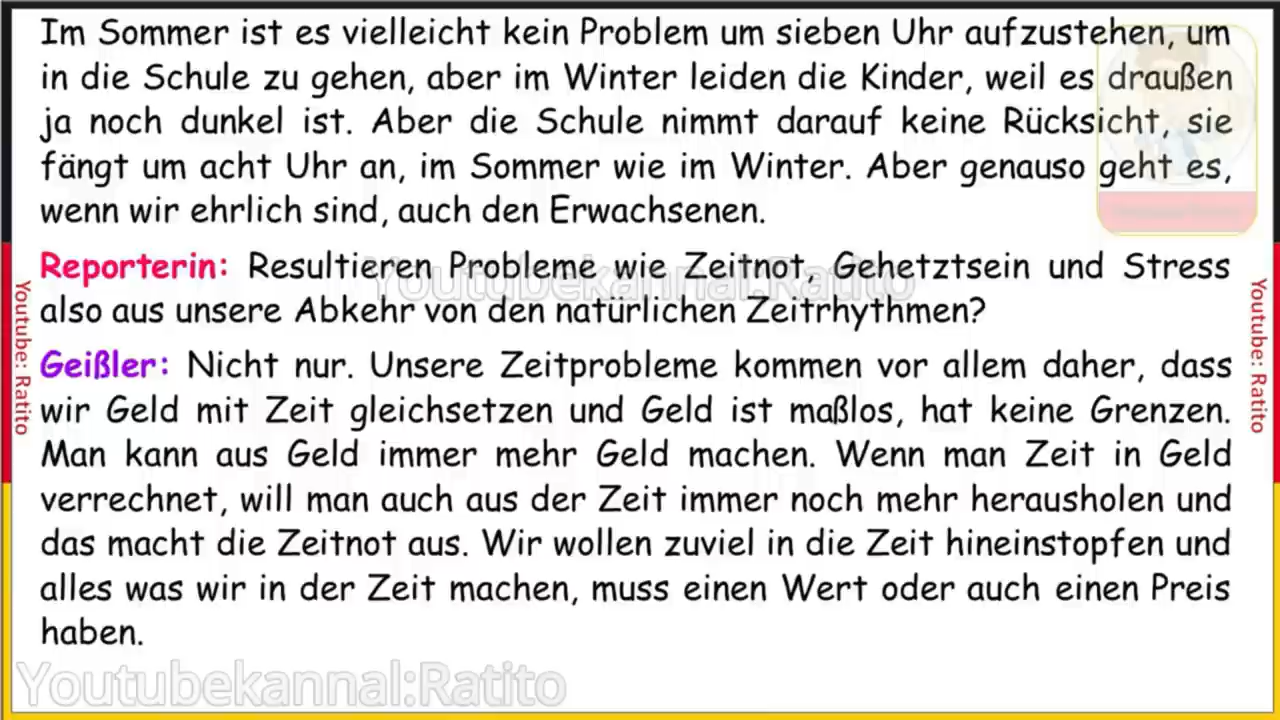 Im Sommer ist es vielleicht kein Problem um sieben Uhr aufzustehen, um
in die Schule zu gehen, aber im Winter leiden die Kinder, weil es draußen
ja noch dunkel ist. Aber die Schule nimmt darauf keine Rücksicht, sie
fängt um acht Uhr an, im Sommer wie im Winter. Aber genauso geht es,
wenn wir ehrlich sind, auch den Erwachsenen.
Reporterin: Resultieren Probleme wie Zeitnot, Gehetztsein und Stress
also aus unsere Abkehr von den natürlichen Zeitrhythmen?
Geißler: Nicht nur. Unsere Zeitprobleme kommen vor allem daher, dass
wir Geld mit Zeit gleichsetzen und Geld ist maßlos, hat keine Grenzen.
Man kann aus Geld immer mehr Geld machen. Wenn man Zeit in Geld
verrechnet, will man auch aus der Zeit immer noch mehr herausholen und
das macht die Zeitnot aus. Wir wollen zuviel in die Zeit hineinstopfen und
alles was wir in der Zeit machen, muss einen Wert oder auch einen Preis
haben.
Youtube: Ratito
Youtube: Ratito
Youtubekannal:Ratito
Youtubekannal:Ratito